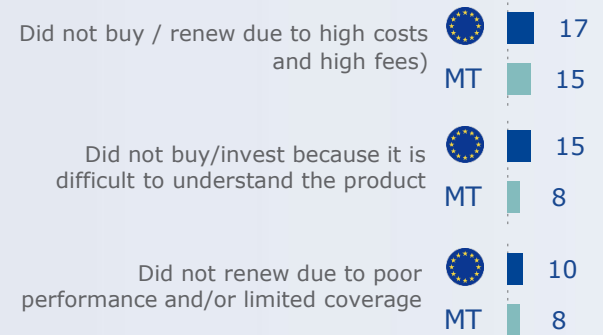 Did not buy / renew due to high costs
and high fees)
17
MT 15
Did not buy/invest because it is
difficult to understand the product
15
MT 8
Did not renew due to poor
performance and/or limited coverage
10
MT 8